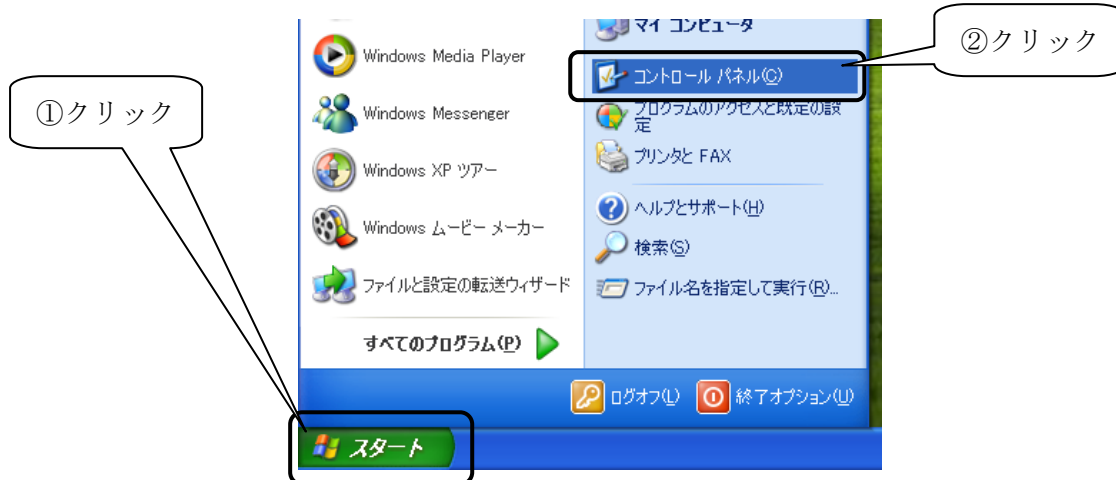 マイ コンピュータ
②クリック
Windows Media Player
コントロール パネル(C)
①クリック
Windows Messenger
プログラムのアクセスと既定の設
定
Windows XP ツアー
プリンタと FAX
Windows ムービー メーカー
ヘルプとサポート(H)
検索(S)
ファイルと設定の転送ウィザード
ファイル名を指定して実行(R)...
すべてのプログラム(P)
ログオフ(L)
終了オプション(U)
スタート